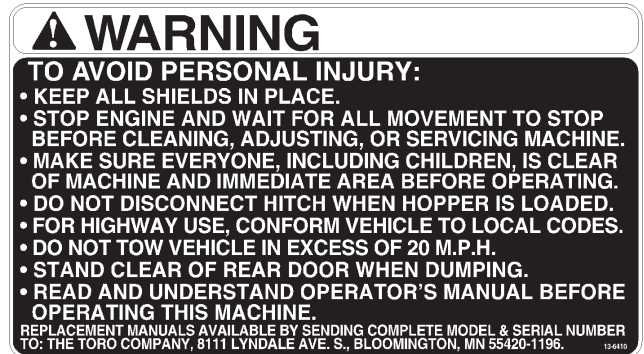 WARNING
TO AVOID PERSONAL INJURY:
• KEEP ALL SHIELDS IN PLACE.
• STOP ENGINE AND WAIT FOR ALL MOVEMENT TO STOP
BEFORE CLEANING, ADJUSTING, OR SERVICING MACHINE.
• MAKE SURE EVERYONE, INCLUDING CHILDREN, IS CLEAR
OF MACHINE AND IMMEDIATE AREA BEFORE OPERATING.
• DO NOT DISCONNECT HITCH WHEN HOPPER IS LOADED.
• FOR HIGHWAY USE, CONFORM VEHICLE TO LOCAL CODES.
• DO NOT TOW VEHICLE IN EXCESS OF 20 M.P.H.
• STAND CLEAR OF REAR DOOR WHEN DUMPING.
• READ AND UNDERSTAND OPERATOR'S MANUAL BEFORE
OPERATING THIS MACHINE.
REPLACEMENT MANUALS AVAILABLE BY SENDING COMPLETE MODEL & SERIAL NUMBER
TO: THE TORO COMPANY, 8111 LYNDALE AVE. S., BLOOMINGTON, MN 55420-1196. 13-6410